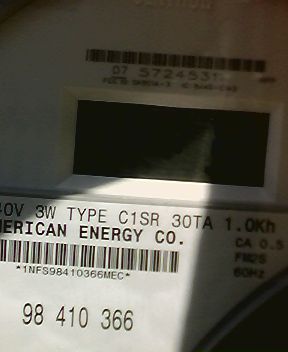 07 5724531
40V 3W TYPE C1SR 30TA 1.0Kh
MERICAN ENERGY CO.
CA 0.5
FM2S
60Hz
*1NFS98410366MEC*
98 410 366